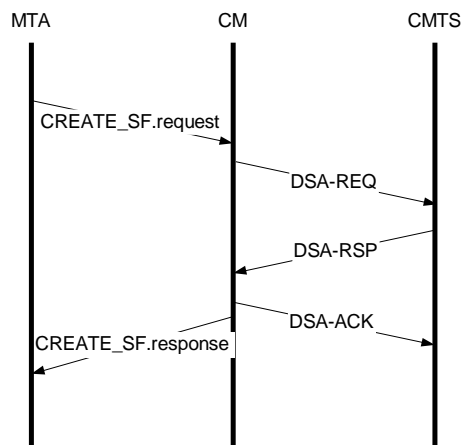 MTA
CM
CMTS
CREATE_SF.request
DSA-REQ
DSA-RSP
DSA-ACK
CREATE_SF.response